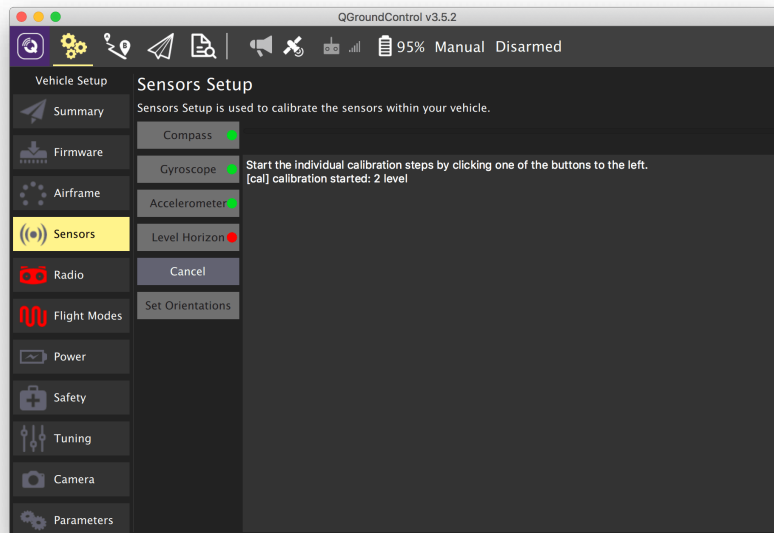 QGroundControl v3.5.2
95% Manual Disarmed
Vehicle Setup
Summary
Firmware
Airframe
Sensors
Radio
Flight Modes
Power
Safety
Tuning
Camera
Parameters
Sensors Setup
Sensors Setup is used to calibrate the sensors within your vehicle.
Compass
Gyroscope
Accelerometer
Level Horizon
Cancel
Set Orientations
Start the individual calibration steps by clicking one of the buttons to the left.
[cal] calibration started: 2 level